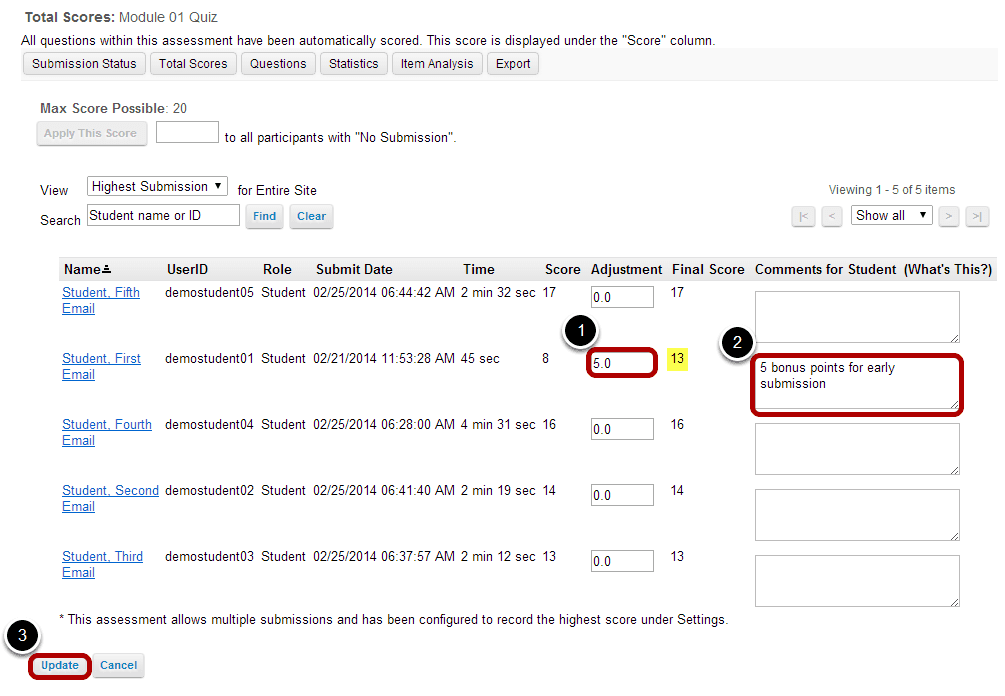 Total Scores: Module 01 Quiz
All questions within this assessment have been automatically scored. This score is displayed under the "Score" column.
Submission Status Total Scores Questions Statistics Item Analysis Export
Max Score Possible: 20
Apply This Score to all participants with "No Submission".
View Highest Submission for Entire Site
Viewing 1 - 5 of 5 items
Search Student name or ID Find Clear
|< < Show all > >|
Name UserID Role Submit Date Time Score Adjustment Final Score Comments for Student (What's This?)
Student, Fifth demostudent05 Student 02/25/2014 06:44:42 AM 2 min 32 sec 17 0.0 17
Email
1
2
Student, First demostudent01 Student 02/21/2014 11:53:28 AM 45 sec 8 5.0 13 5 bonus points for early
Email submission
Student, Fourth demostudent04 Student 02/25/2014 06:28:00 AM 4 min 31 sec 16 0.0 16
Email
Student, Second demostudent02 Student 02/25/2014 06:41:40 AM 2 min 19 sec 14 0.0 14
Email
Student, Third demostudent03 Student 02/25/2014 06:37:57 AM 2 min 12 sec 13 0.0 13
Email
* This assessment allows multiple submissions and has been configured to record the highest score under Settings.
3
Update Cancel